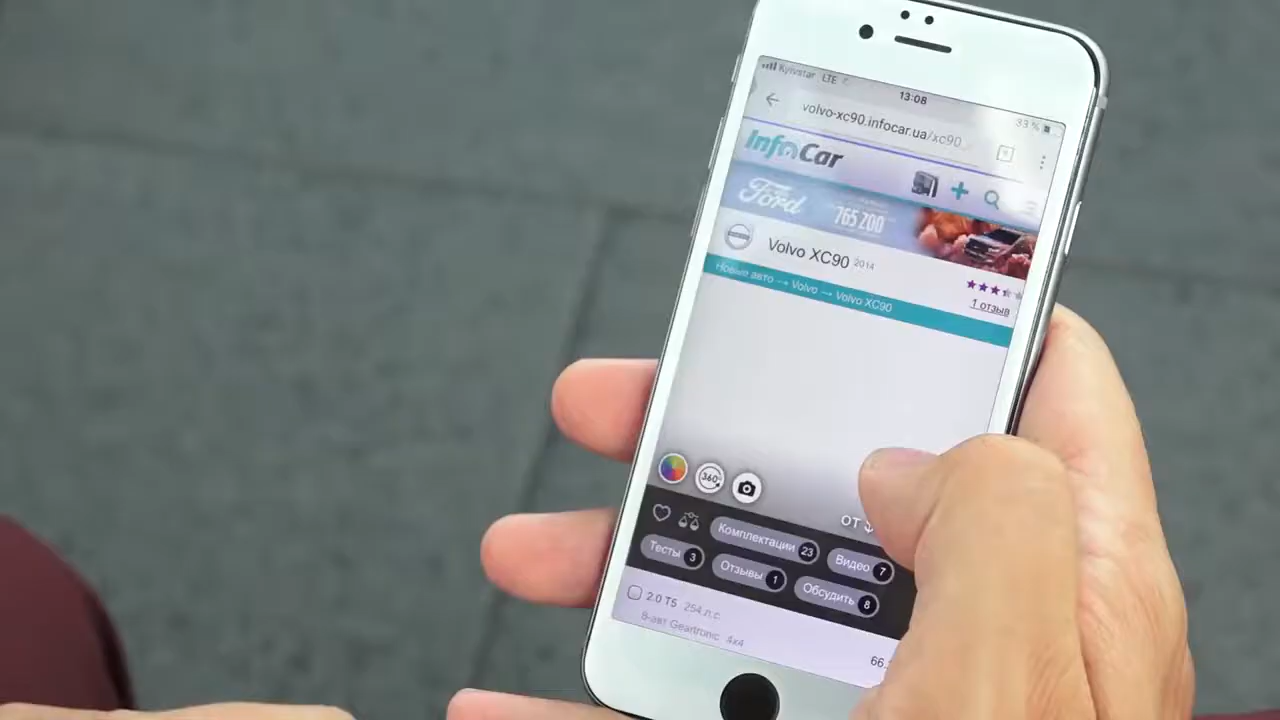 Kyivstar LTE
13:08
33 %
volvo-xc90.infocar.ua/xc90...
InfoCar
Ford
765 200
Volvo XC90 2014
1 отзыв
Новые авто → Volvo → Volvo XC90
360°
ОТ
Комплектации 23
Видео 7
Тесты 3
Отзывы 1
Обсудить 8
2.0 T5 254 л.с.
8-авт Geartronic 4x4
66